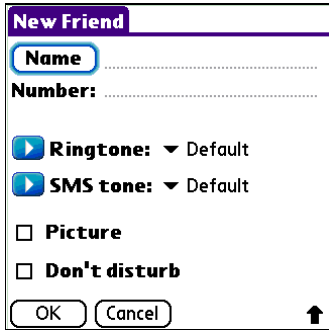 New Friend
Name
Number:
Ringtone: Default
SMS tone: Default
Picture
Don't disturb
OK Cancel